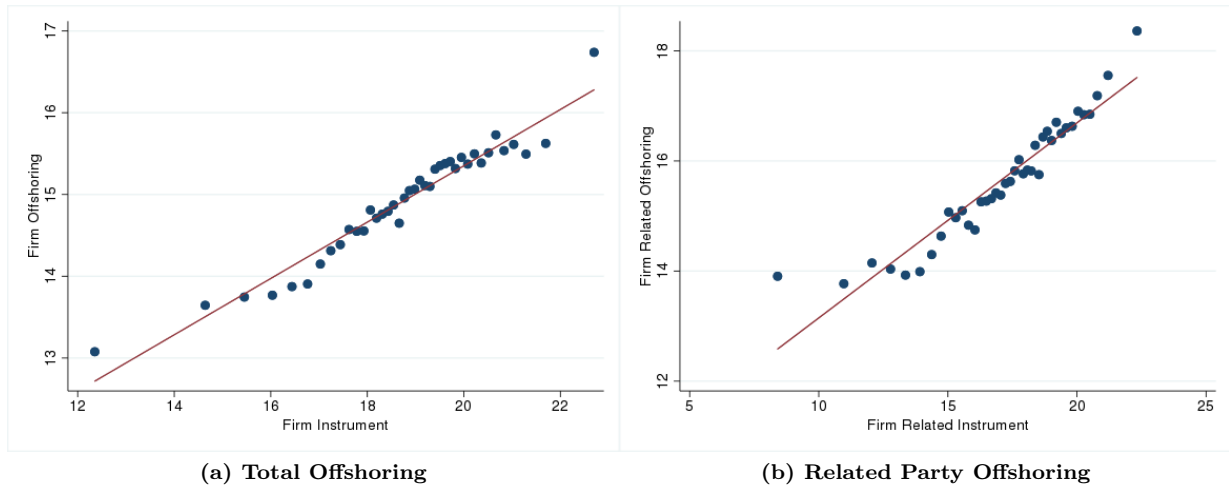 17
16
15
14
13
Firm Offshoring
12 14 16 18 20 22
Firm Instrument
(a) Total Offshoring
18
16
14
12
Firm Related Offshoring
5 10 15 20 25
Firm Related Instrument
(b) Related Party Offshoring